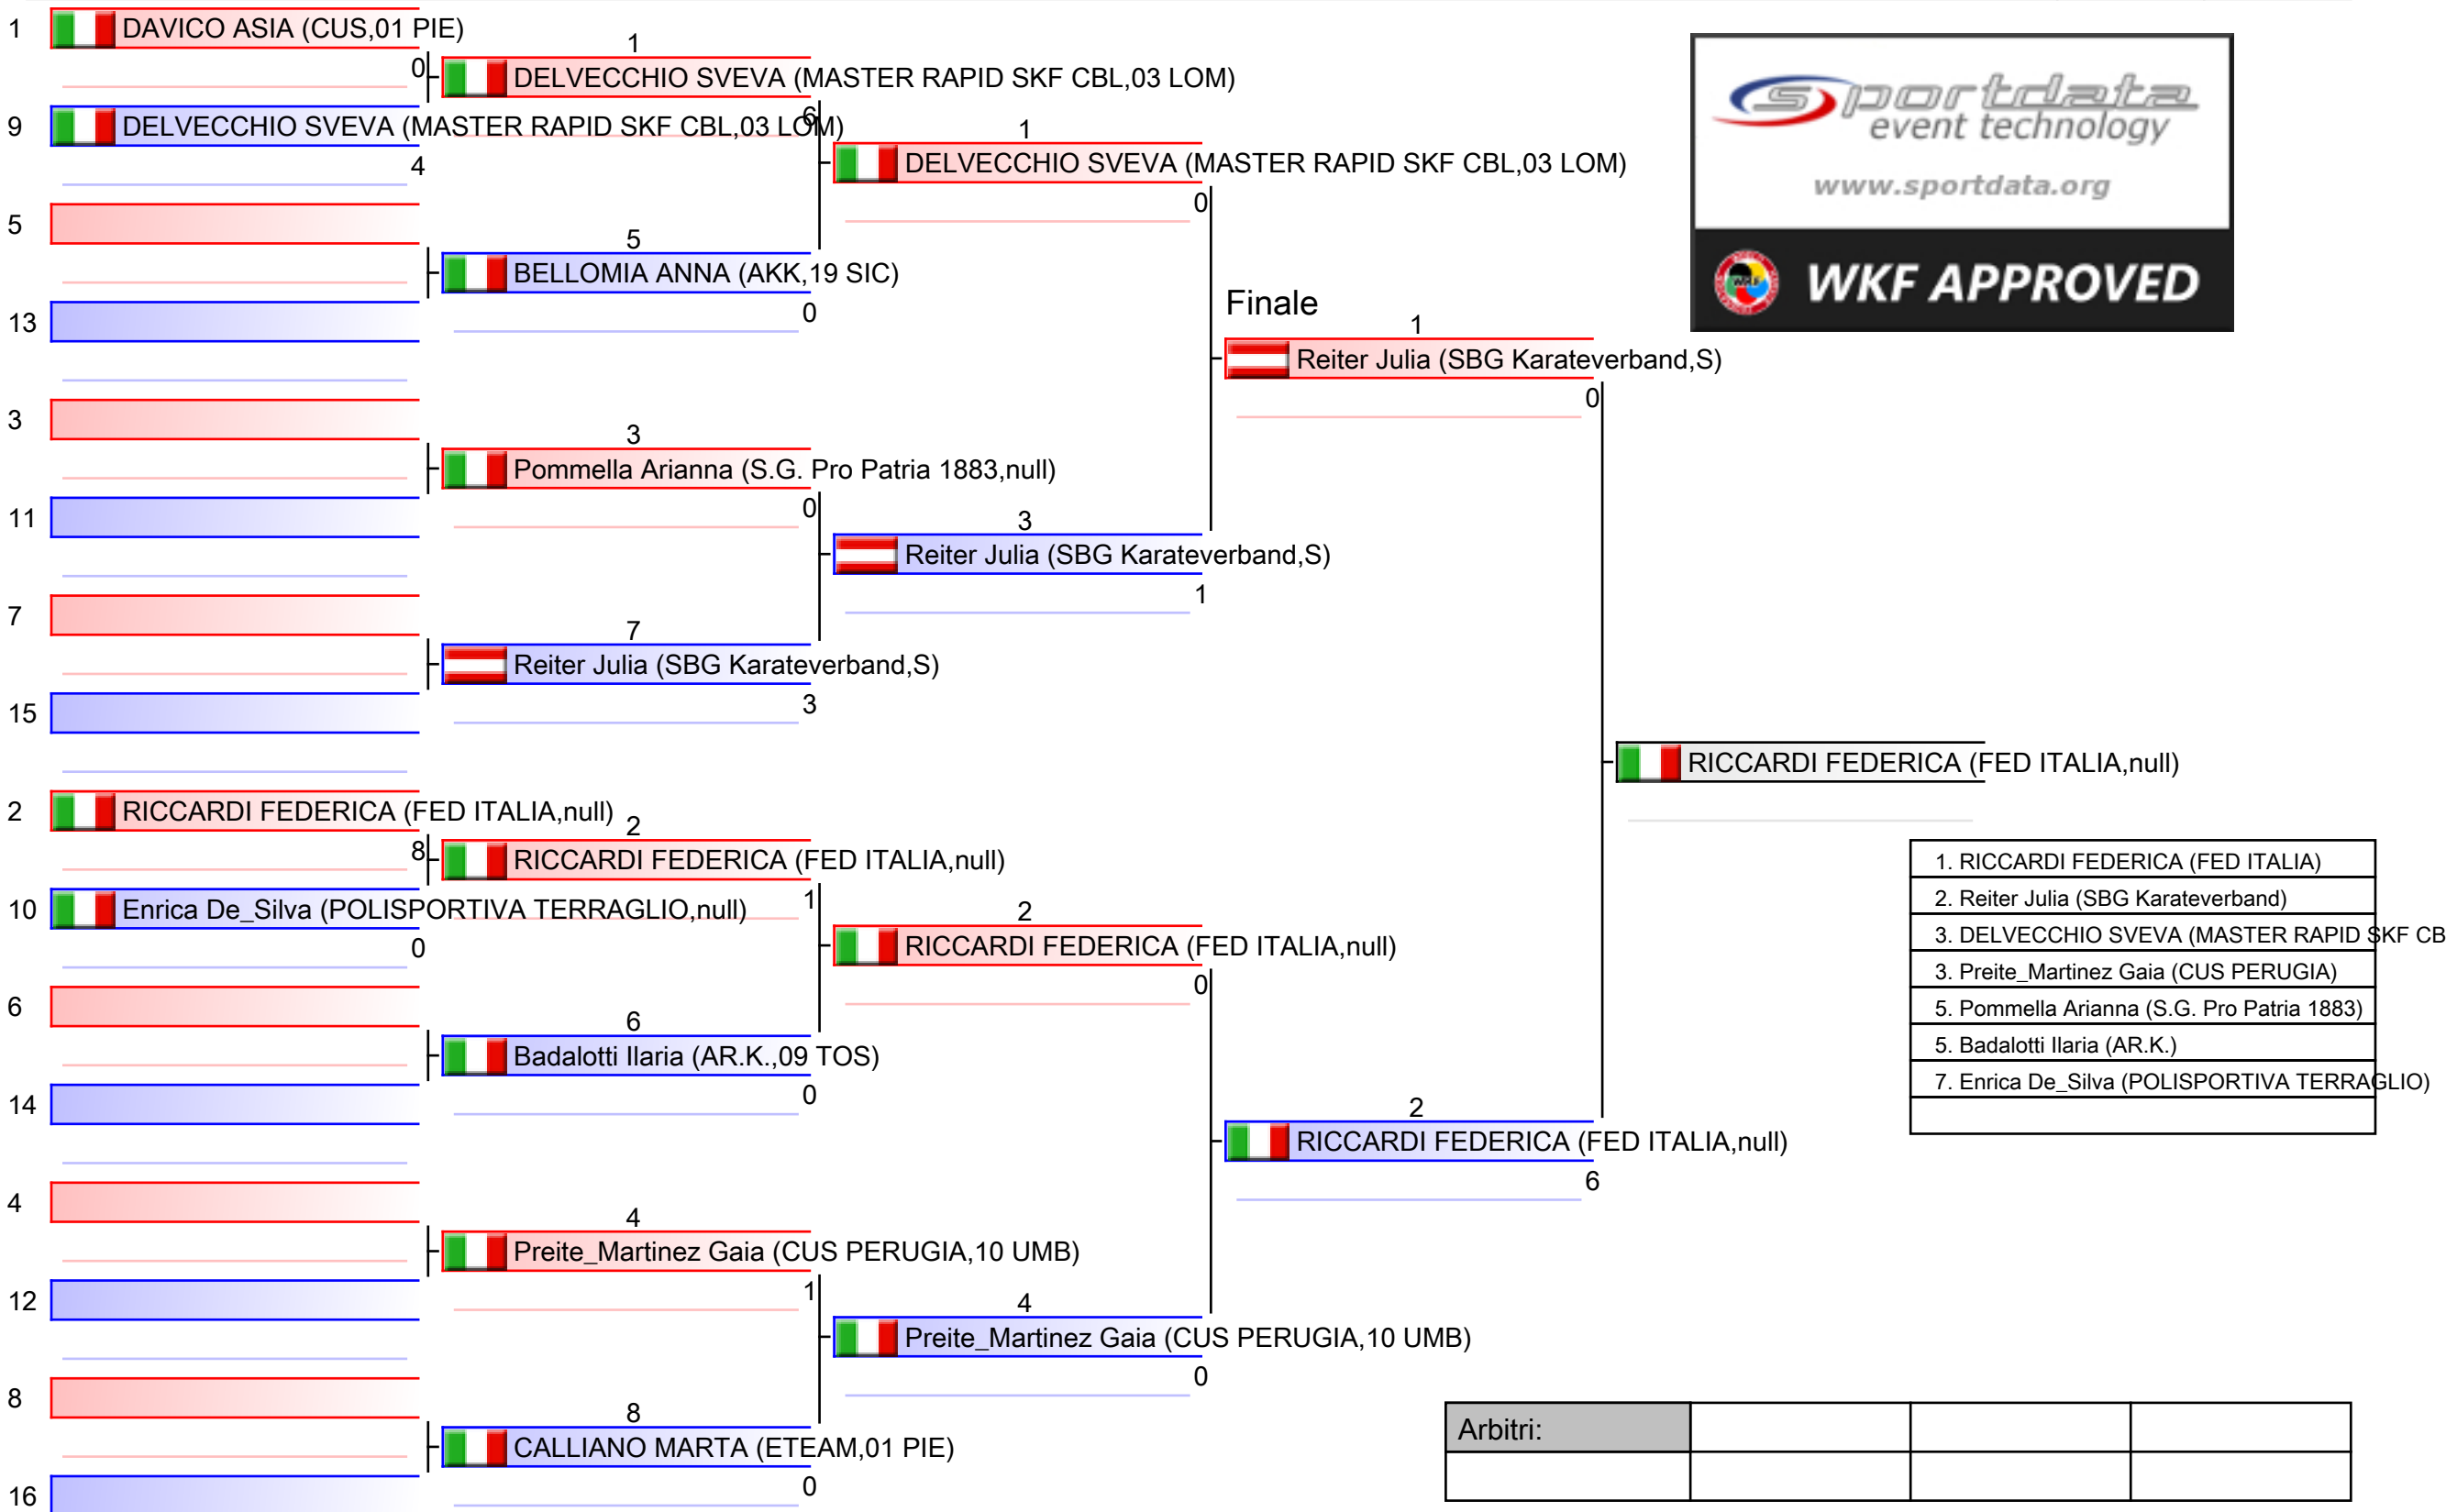 1 DAVICO ASIA (CUS,01 PIE)
0
1
DELVECCHIO SVEVA (MASTER RAPID SKF CBL,03 LOM)
6
9 DELVECCHIO SVEVA (MASTER RAPID SKF CBL,03 LOM)
4
1
DELVECCHIO SVEVA (MASTER RAPID SKF CBL,03 LOM)
0
5
5
BELLOMIA ANNA (AKK,19 SIC)
0
13
sportdata
event technology
www.sportdata.org
WKF APPROVED
Finale
1
Reiter Julia (SBG Karateverband,S)
0
3
3
Pommella Arianna (S.G. Pro Patria 1883,null)
0
11
3
Reiter Julia (SBG Karateverband,S)
1
7
7
Reiter Julia (SBG Karateverband,S)
3
15
RICCARDI FEDERICA (FED ITALIA,null)
2 RICCARDI FEDERICA (FED ITALIA,null)
8
2
RICCARDI FEDERICA (FED ITALIA,null)
1
10 Enrica De_Silva (POLISPORTIVA TERRAGLIO,null)
0
2
RICCARDI FEDERICA (FED ITALIA,null)
0
6
6
Badalotti Ilaria (AR.K.,09 TOS)
0
14
2
RICCARDI FEDERICA (FED ITALIA,null)
6
1. RICCARDI FEDERICA (FED ITALIA)
2. Reiter Julia (SBG Karateverband)
3. DELVECCHIO SVEVA (MASTER RAPID SKF CB
3. Preite_Martinez Gaia (CUS PERUGIA)
5. Pommella Arianna (S.G. Pro Patria 1883)
5. Badalotti Ilaria (AR.K.)
7. Enrica De_Silva (POLISPORTIVA TERRAGLIO)
4
4
Preite_Martinez Gaia (CUS PERUGIA,10 UMB)
1
12
4
Preite_Martinez Gaia (CUS PERUGIA,10 UMB)
0
8
8
CALLIANO MARTA (ETEAM,01 PIE)
0
16
Arbitri: